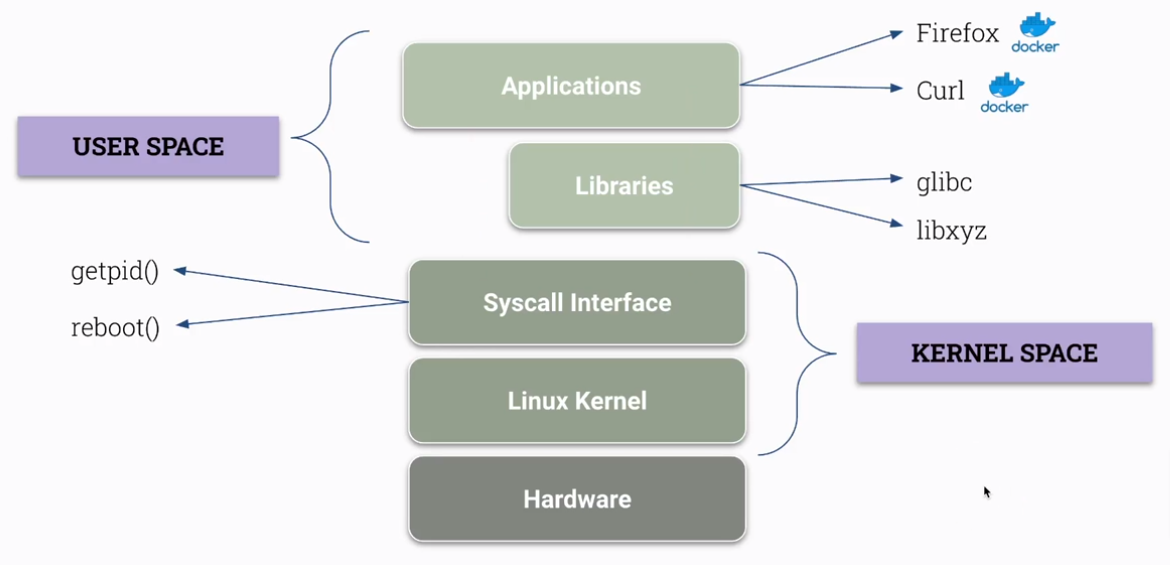 Firefox
docker
Applications
Curl
docker
USER SPACE
Libraries
glibc
libxyz
getpid()
Syscall Interface
reboot()
KERNEL SPACE
Linux Kernel
Hardware